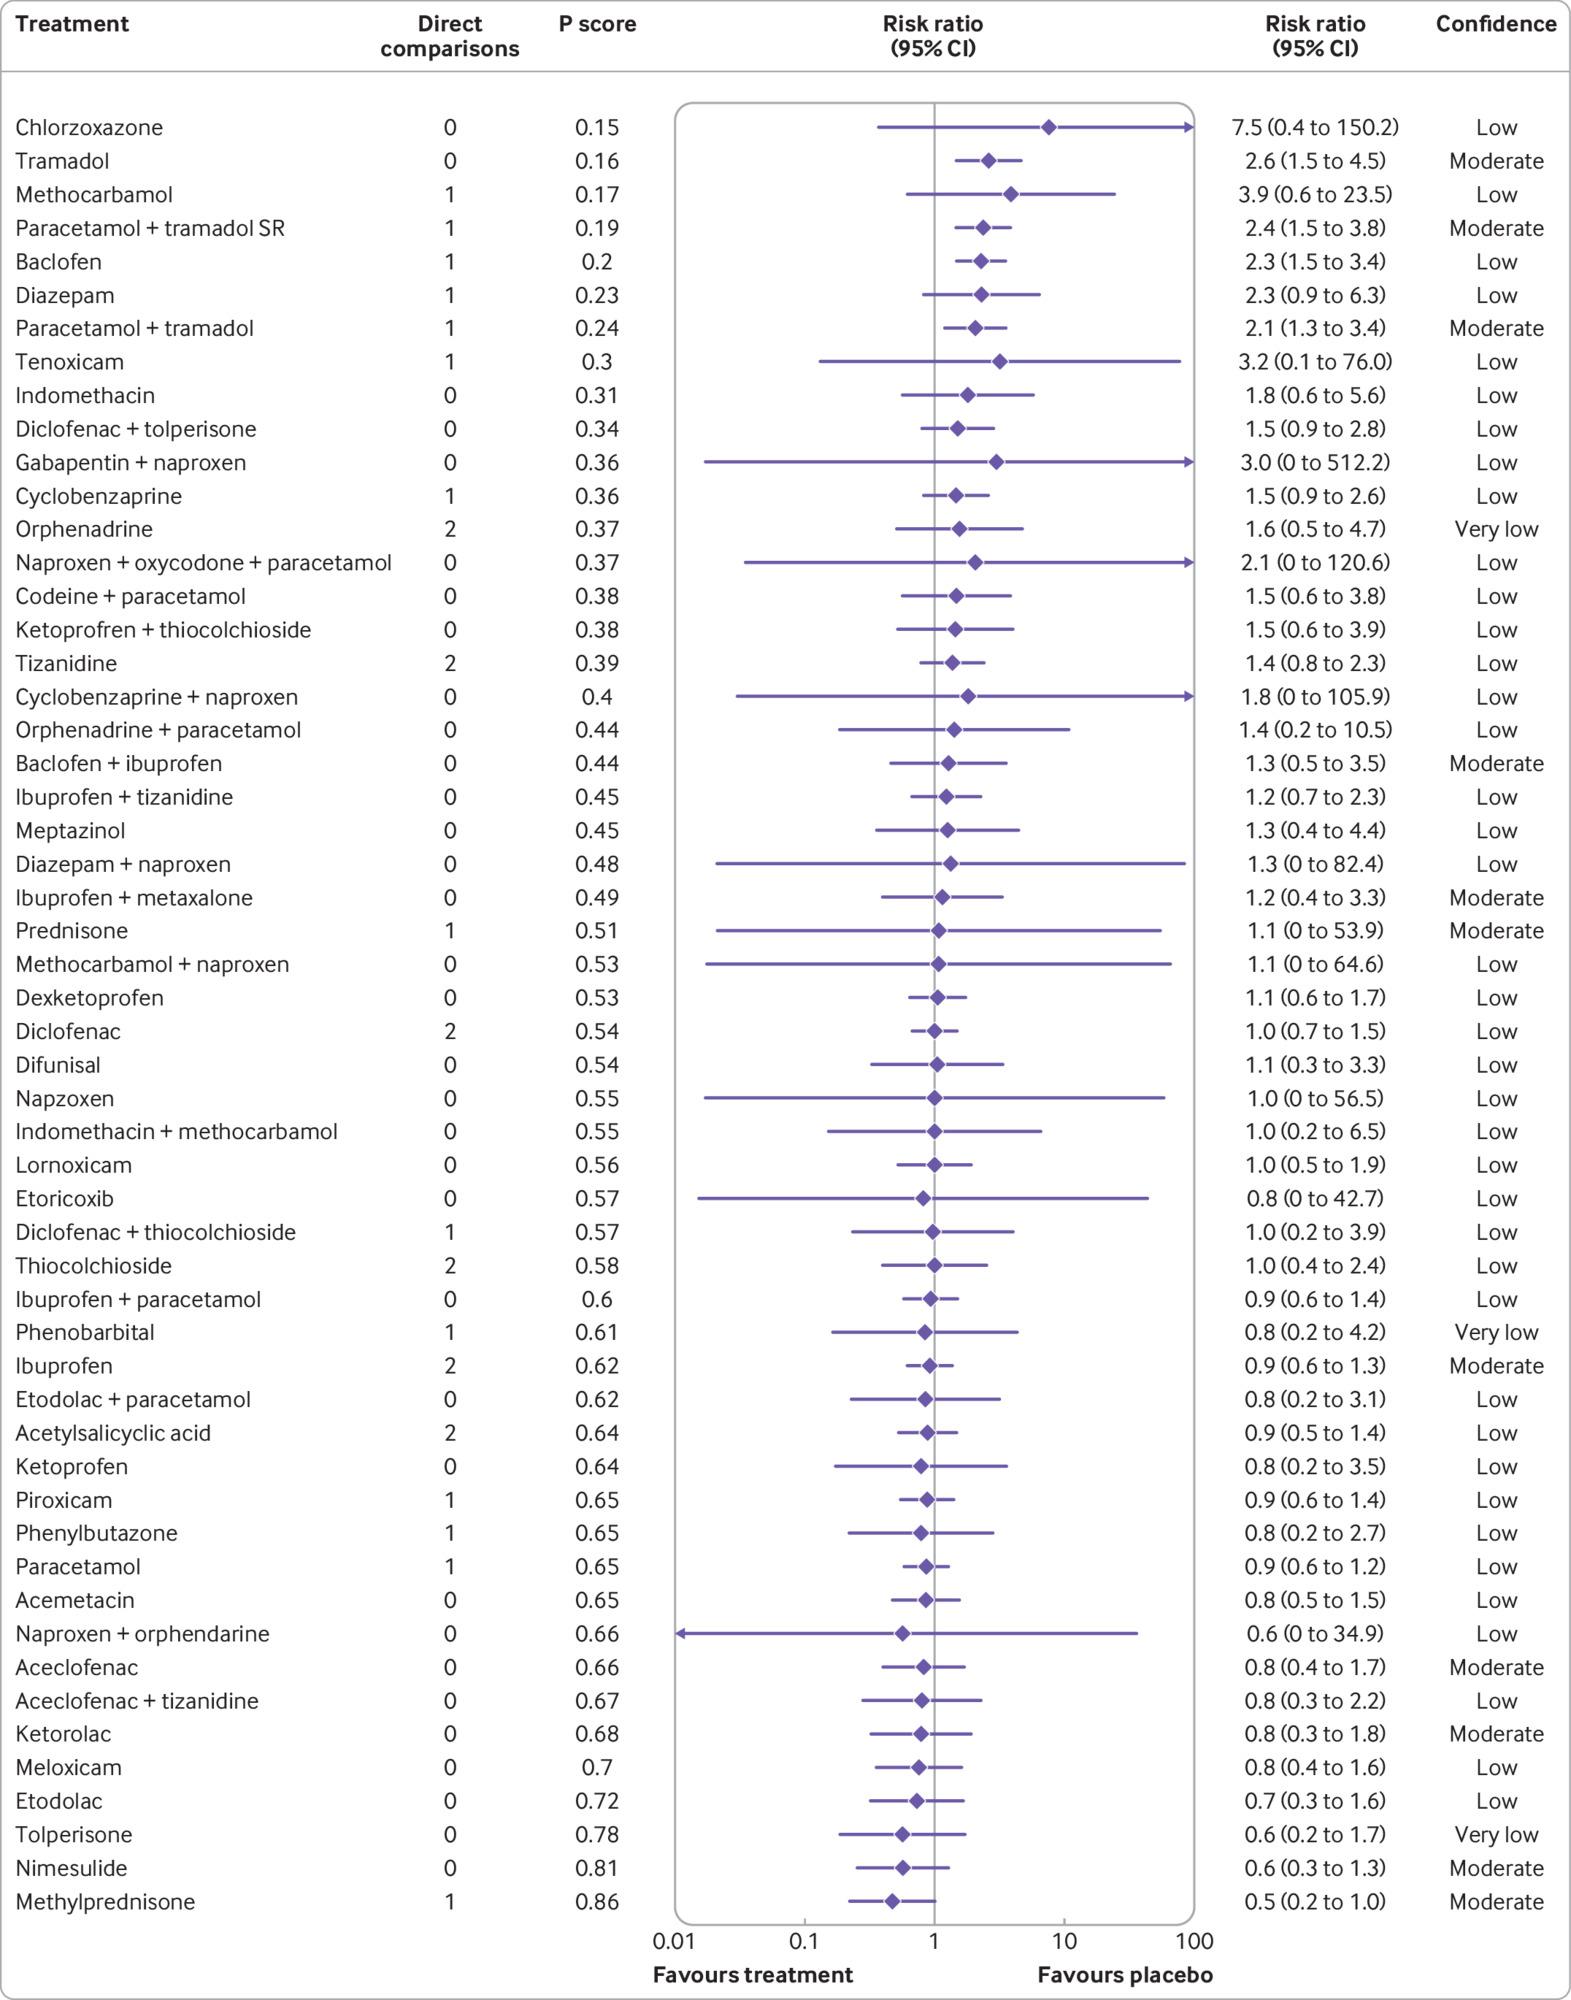 Treatment Direct comparisons P score Risk ratio (95% CI) Risk ratio (95% CI) Confidence
Chlorzoxazone 0 0.15 7.5 (0.4 to 150.2) Low
Tramadol 0 0.16 2.6 (1.5 to 4.5) Moderate
Methocarbamol 1 0.17 3.9 (0.6 to 23.5) Low
Paracetamol + tramadol SR 1 0.19 2.4 (1.5 to 3.8) Moderate
Baclofen 1 0.2 2.3 (1.5 to 3.4) Low
Diazepam 1 0.23 2.3 (0.9 to 6.3) Low
Paracetamol + tramadol 1 0.24 2.1 (1.3 to 3.4) Moderate
Tenoxicam 1 0.3 3.2 (0.1 to 76.0) Low
Indomethacin 0 0.31 1.8 (0.6 to 5.6) Low
Diclofenac + tolperisone 0 0.34 1.5 (0.9 to 2.8) Low
Gabapentin + naproxen 0 0.36 3.0 (0 to 512.2) Low
Cyclobenzaprine 1 0.36 1.5 (0.9 to 2.6) Low
Orphenadrine 2 0.37 1.6 (0.5 to 4.7) Very low
Naproxen + oxycodone + paracetamol 0 0.37 2.1 (0 to 120.6) Low
Codeine + paracetamol 0 0.38 1.5 (0.6 to 3.8) Low
Ketoprofren + thiocolchioside 0 0.38 1.5 (0.6 to 3.9) Low
Tizanidine 2 0.39 1.4 (0.8 to 2.3) Low
Cyclobenzaprine + naproxen 0 0.4 1.8 (0 to 105.9) Low
Orphenadrine + paracetamol 0 0.44 1.4 (0.2 to 10.5) Low
Baclofen + ibuprofen 0 0.44 1.3 (0.5 to 3.5) Moderate
Ibuprofen + tizanidine 0 0.45 1.2 (0.7 to 2.3) Low
Meptazinol 0 0.45 1.3 (0.4 to 4.4) Low
Diazepam + naproxen 0 0.48 1.3 (0 to 82.4) Low
Ibuprofen + metaxalone 0 0.49 1.2 (0.4 to 3.3) Moderate
Prednisone 1 0.51 1.1 (0 to 53.9) Moderate
Methocarbamol + naproxen 0 0.53 1.1 (0 to 64.6) Low
Dexketoprofen 0 0.53 1.1 (0.6 to 1.7) Low
Diclofenac 2 0.54 1.0 (0.7 to 1.5) Low
Difunisal 0 0.54 1.1 (0.3 to 3.3) Low
Napzoxen 0 0.55 1.0 (0 to 56.5) Low
Indomethacin + methocarbamol 0 0.55 1.0 (0.2 to 6.5) Low
Lornoxicam 0 0.56 1.0 (0.5 to 1.9) Low
Etoricoxib 0 0.57 0.8 (0 to 42.7) Low
Diclofenac + thiocolchioside 1 0.57 1.0 (0.2 to 3.9) Low
Thiocolchioside 2 0.58 1.0 (0.4 to 2.4) Low
Ibuprofen + paracetamol 0 0.6 0.9 (0.6 to 1.4) Low
Phenobarbital 1 0.61 0.8 (0.2 to 4.2) Very low
Ibuprofen 2 0.62 0.9 (0.6 to 1.3) Moderate
Etodolac + paracetamol 0 0.62 0.8 (0.2 to 3.1) Low
Acetylsalicyclic acid 2 0.64 0.9 (0.5 to 1.4) Low
Ketoprofen 0 0.64 0.8 (0.2 to 3.5) Low
Piroxicam 1 0.65 0.9 (0.6 to 1.4) Low
Phenylbutazone 1 0.65 0.8 (0.2 to 2.7) Low
Paracetamol 1 0.65 0.9 (0.6 to 1.2) Low
Acemetacin 0 0.65 0.8 (0.5 to 1.5) Low
Naproxen + orphendarine 0 0.66 0.6 (0 to 34.9) Low
Aceclofenac 0 0.66 0.8 (0.4 to 1.7) Moderate
Aceclofenac + tizanidine 0 0.67 0.8 (0.3 to 2.2) Low
Ketorolac 0 0.68 0.8 (0.3 to 1.8) Moderate
Meloxicam 0 0.7 0.8 (0.4 to 1.6) Low
Etodolac 0 0.72 0.7 (0.3 to 1.6) Low
Tolperisone 0 0.78 0.6 (0.2 to 1.7) Very low
Nimesulide 0 0.81 0.6 (0.3 to 1.3) Moderate
Methylprednisone 1 0.86 0.5 (0.2 to 1.0) Moderate
0.01 0.1 1 10 100
Favours treatment Favours placebo